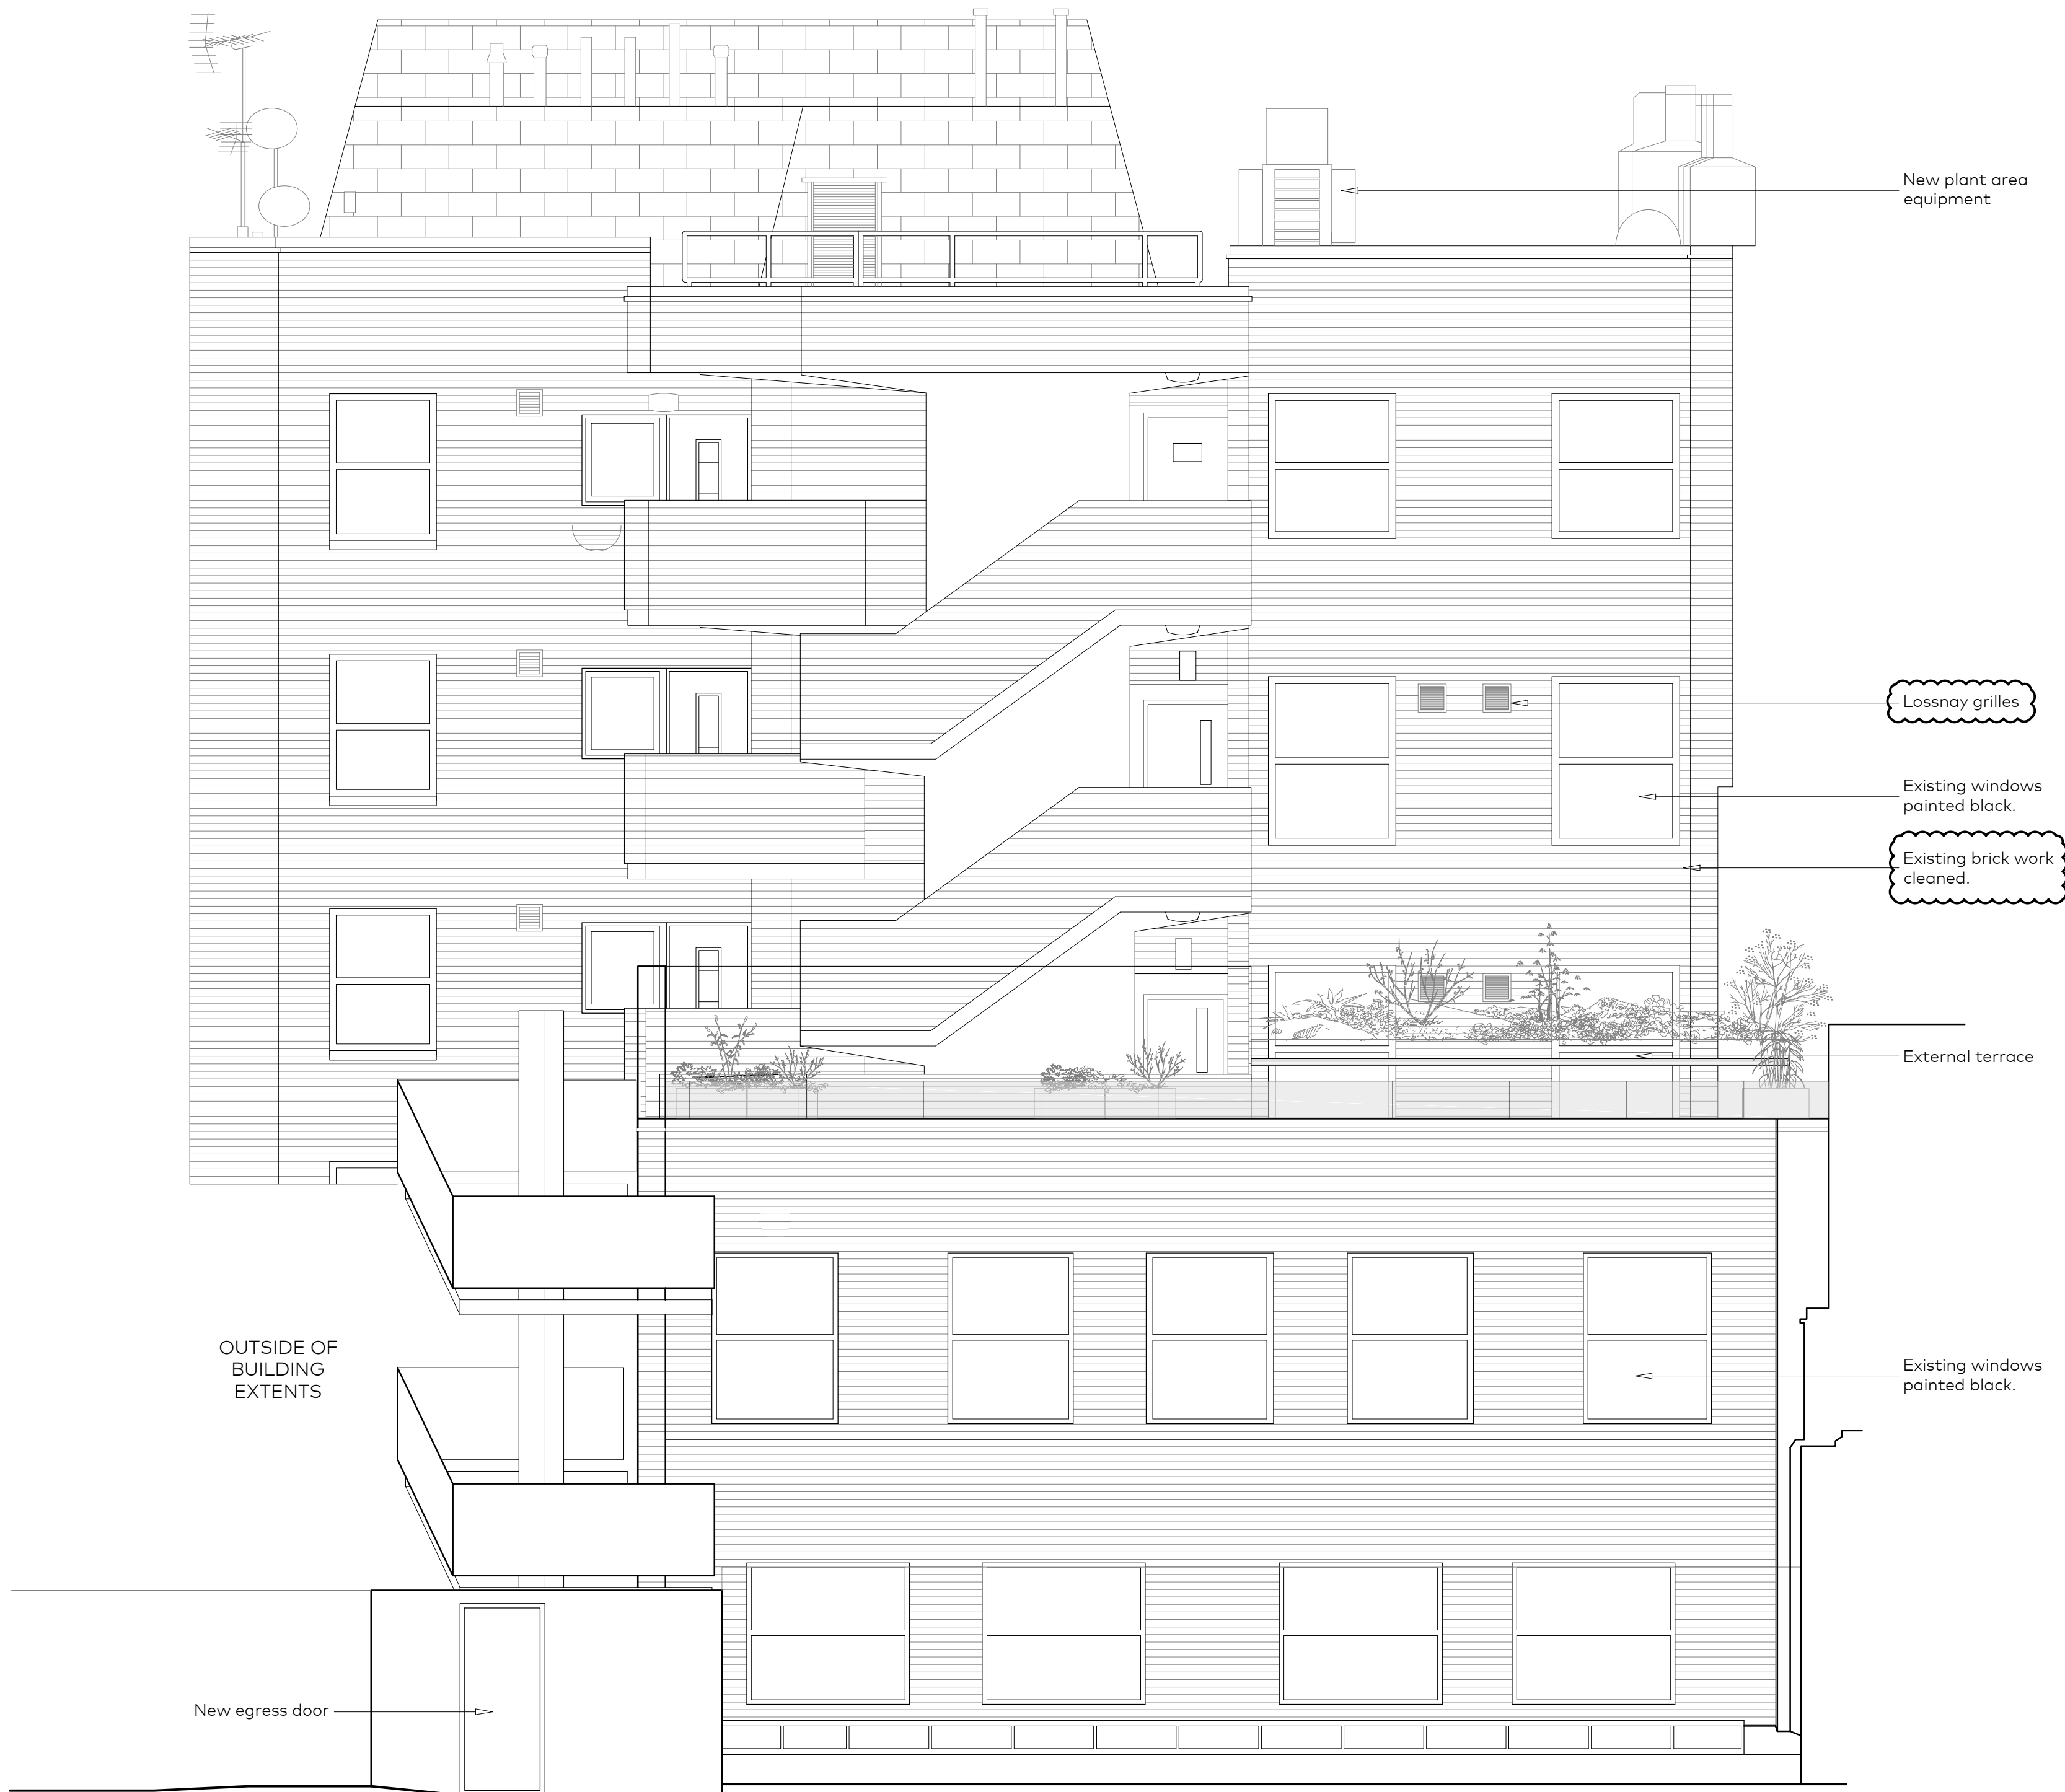 New plant area
equipment
Lossnay grilles
Existing windows
painted black.
Existing brick work
cleaned.
External terrace
OUTSIDE OF
BUILDING
EXTENTS
Existing windows
painted black.
New egress door